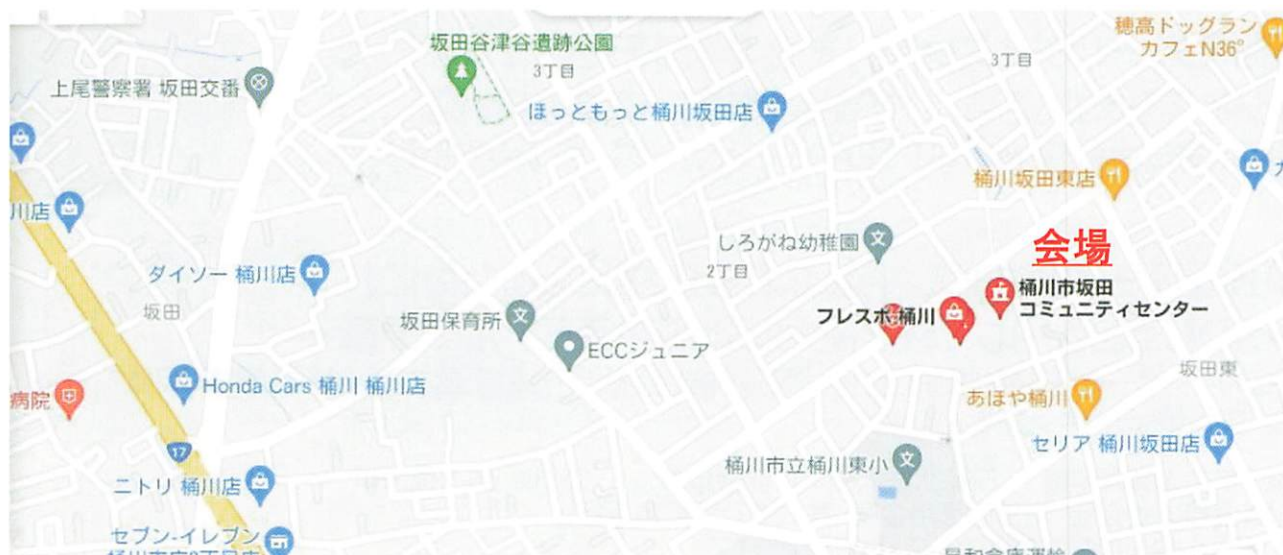 穂高ドッグラン
カフェN36°
坂田谷津谷遺跡公園
3丁目
3丁目
上尾警察署 坂田交番
ほっともっと桶川坂田店
桶川坂田東店
川店
しろがね幼稚園
会場
2丁目
ダイソー 桶川店
桶川市坂田
コミュニティセンター
坂田
坂田保育所
フレスポ 桶川
ECCジュニア
坂田東
Honda Cars 桶川 桶川店
病院
あほや桶川
セリア 桶川坂田店
17
桶川市立桶川東小
ニトリ 桶川店
セブン-イレブン